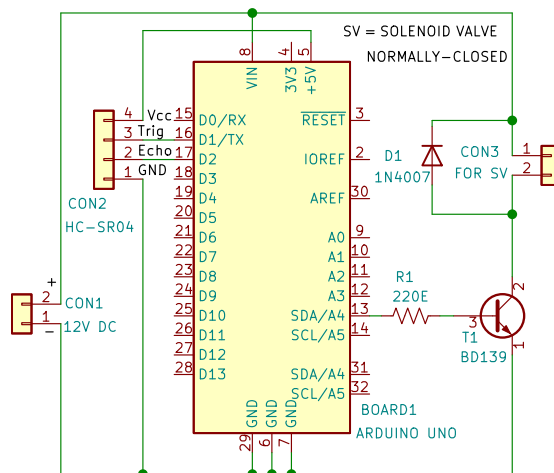 SV = SOLENOID VALVE
NORMALLY-CLOSED
8
4
5
VIN
3V3
+5V
4 Vcc 15 D0/RX
3 Trig 16 D1/TX
2 Echo 17 D2
1 GND 18 D3
19 D4
20 D5
21 D6
22 D7
23 D8
24 D9
25 D10
26 D11
27 D12
28 D13
CON2
HC-SR04
RESET 3
IOREF 2
AREF 30
A0 9
A1 10
A2 11
A3 12
SDA/A4 13
SCL/A5 14
SDA/A4 31
SCL/A5 32
D1
1N4007
CON3
FOR SV
1
2
+
2 CON1
1 12V DC
−
R1
220E
2
3
T1
1
BD139
GND
GND
GND
29
6
7
BOARD1
ARDUINO UNO